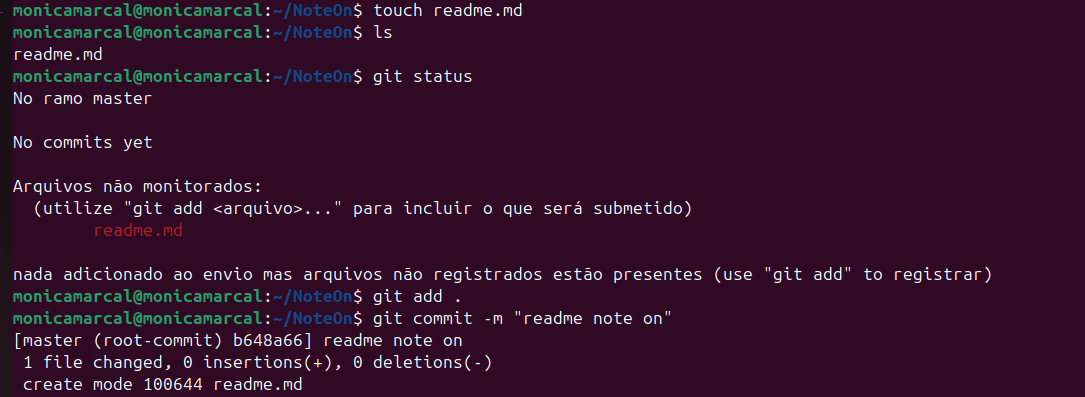 monicamarcal@monicamarcal:~/NoteOn$ touch readme.md
monicamarcal@monicamarcal:~/NoteOn$ ls
readme.md
monicamarcal@monicamarcal:~/NoteOn$ git status
No ramo master
No commits yet
Arquivos não monitorados:
  (utilize "git add <arquivo>..." para incluir o que será submetido)
        readme.md
nada adicionado ao envio mas arquivos não registrados estão presentes (use "git add" to registrar)
monicamarcal@monicamarcal:~/NoteOn$ git add .
monicamarcal@monicamarcal:~/NoteOn$ git commit -m "readme note on"
[master (root-commit) b648a66] readme note on
 1 file changed, 0 insertions(+), 0 deletions(-)
 create mode 100644 readme.md